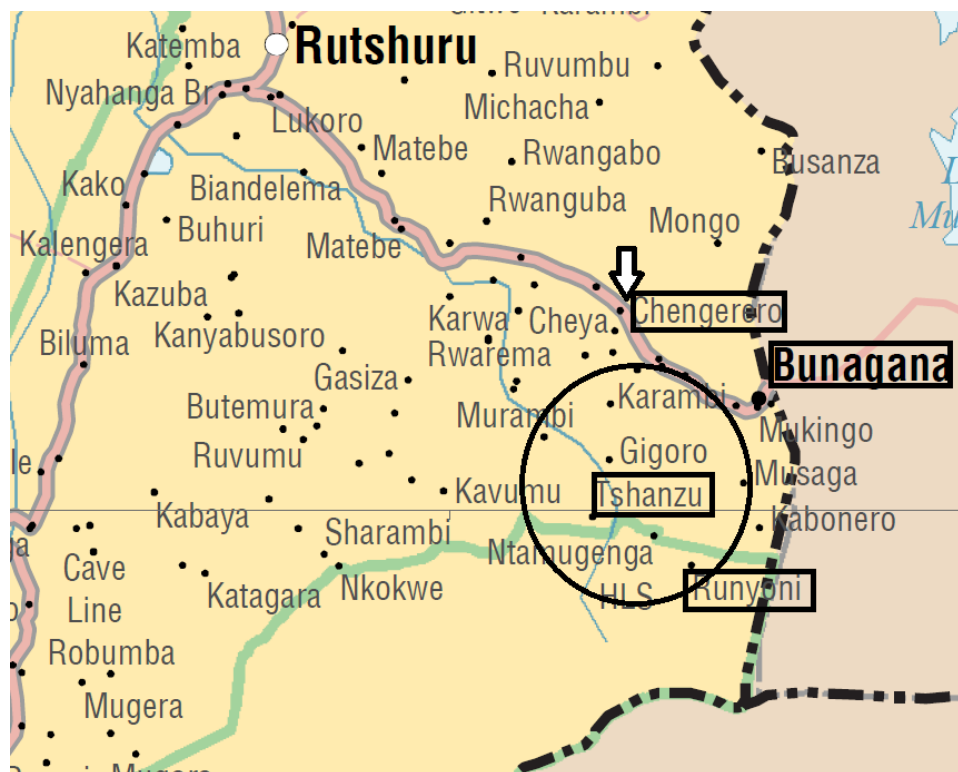 Katemba
Rutshuru
Ruvumbu
Nyahanga Br
Michacha
Lukoro
Matebe
Rwangabo
Busanza
Kako
Biandelema
Rwanguba
Buhuri
Mongo
Kalengera
Matebe
Kazuba
Chengerero
Karwa
Cheya
Kanyabusoro
Biluma
Rwarema
Bunagana
Gasiza
Karambi
Butemura
Murambi
Mukingo
Ruvumu
Gigoro
Musaga
Kavumu
Tshanzu
Kabaya
Kabonero
Sharambi
Ntamugenga
Cave
Line
Katagara
Nkokwe
HLS
Runyoni
Robumba
Mugera